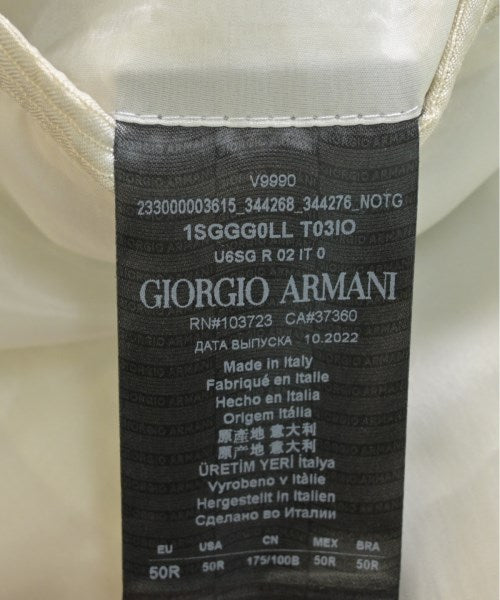 V9990
233000003615_344268_344276_NOTG
1SGGG0LL T03IO
U6SG R 02 IT 0
GIORGIO ARMANI
RN#103723 CA#37360
ДАТА ВЫПУСКА 10.2022
Made in Italy
Fabriqué en Italie
Hecho en Italia
Origem Itália
原産地 意大利
原产地 意大利
ÜRETİM YERİ İtalya
Vyrobeno v Itálie
Hergestellt in Italien
Сделано во Италии
EU USA CN MEX BRA
50R 50R 175/100B 50R 50R